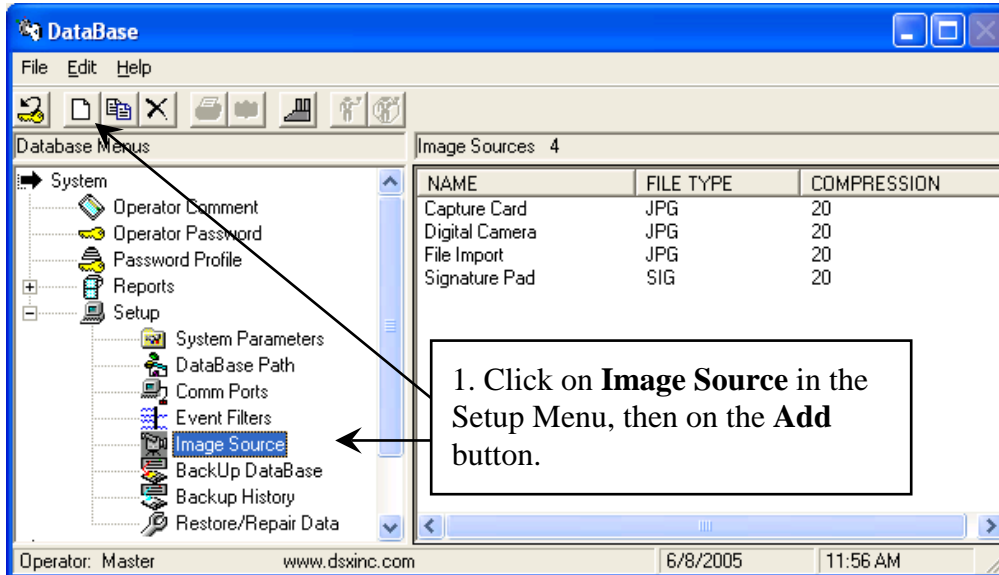 DataBase
File Edit Help
Database Menus
Image Sources 4
System
Operator Comment
Operator Password
Password Profile
Reports
Setup
System Parameters
DataBase Path
Comm Ports
Event Filters
Image Source
BackUp DataBase
Backup History
Restore/Repair Data
NAME FILE TYPE COMPRESSION
Capture Card JPG 20
Digital Camera JPG 20
File Import JPG 20
Signature Pad SIG 20
1. Click on Image Source in the
Setup Menu, then on the Add
button.
Operator: Master www.dsxinc.com 6/8/2005 11:56 AM